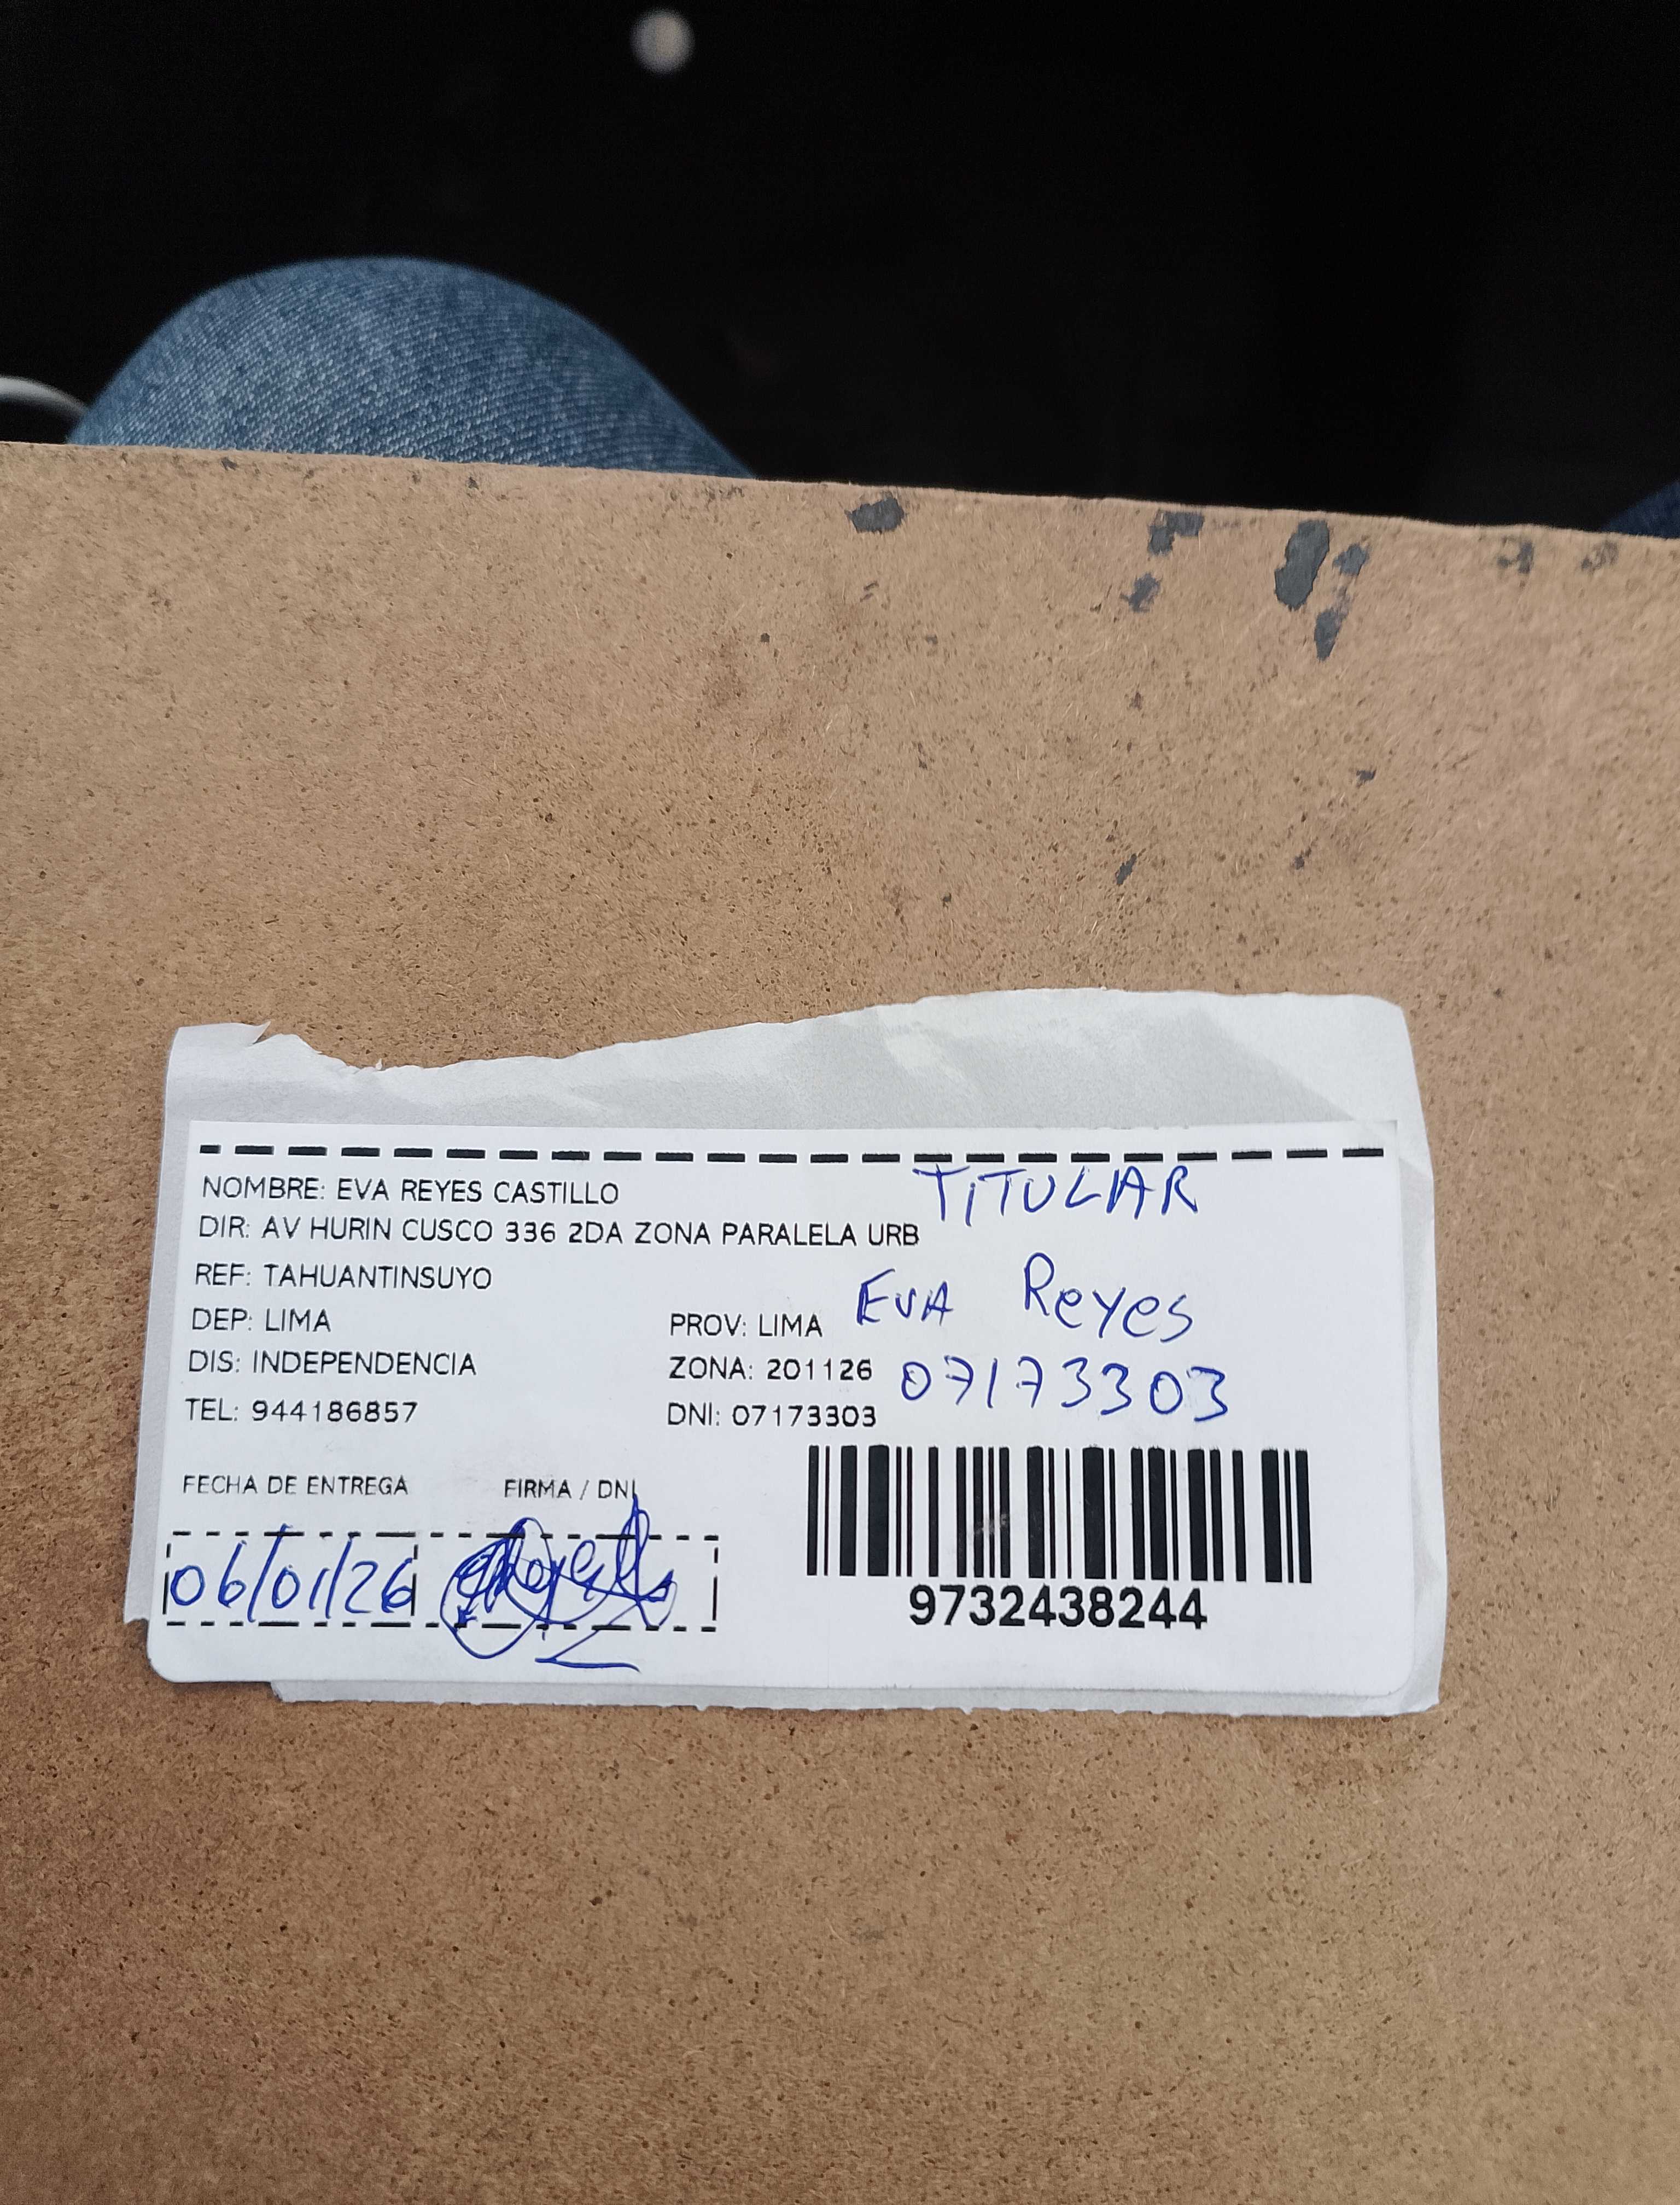 TITULAR
NOMBRE: EVA REYES CASTILLO
DIR: AV HURIN CUSCO 336 2DA ZONA PARALELA URB
REF: TAHUANTINSUYO
Eva Reyes
DEP: LIMA PROV: LIMA
DIS: INDEPENDENCIA ZONA: 201126
07173303
TEL: 944186857 DNI: 07173303
FECHA DE ENTREGA FIRMA / DNI
06/01/26
9732438244